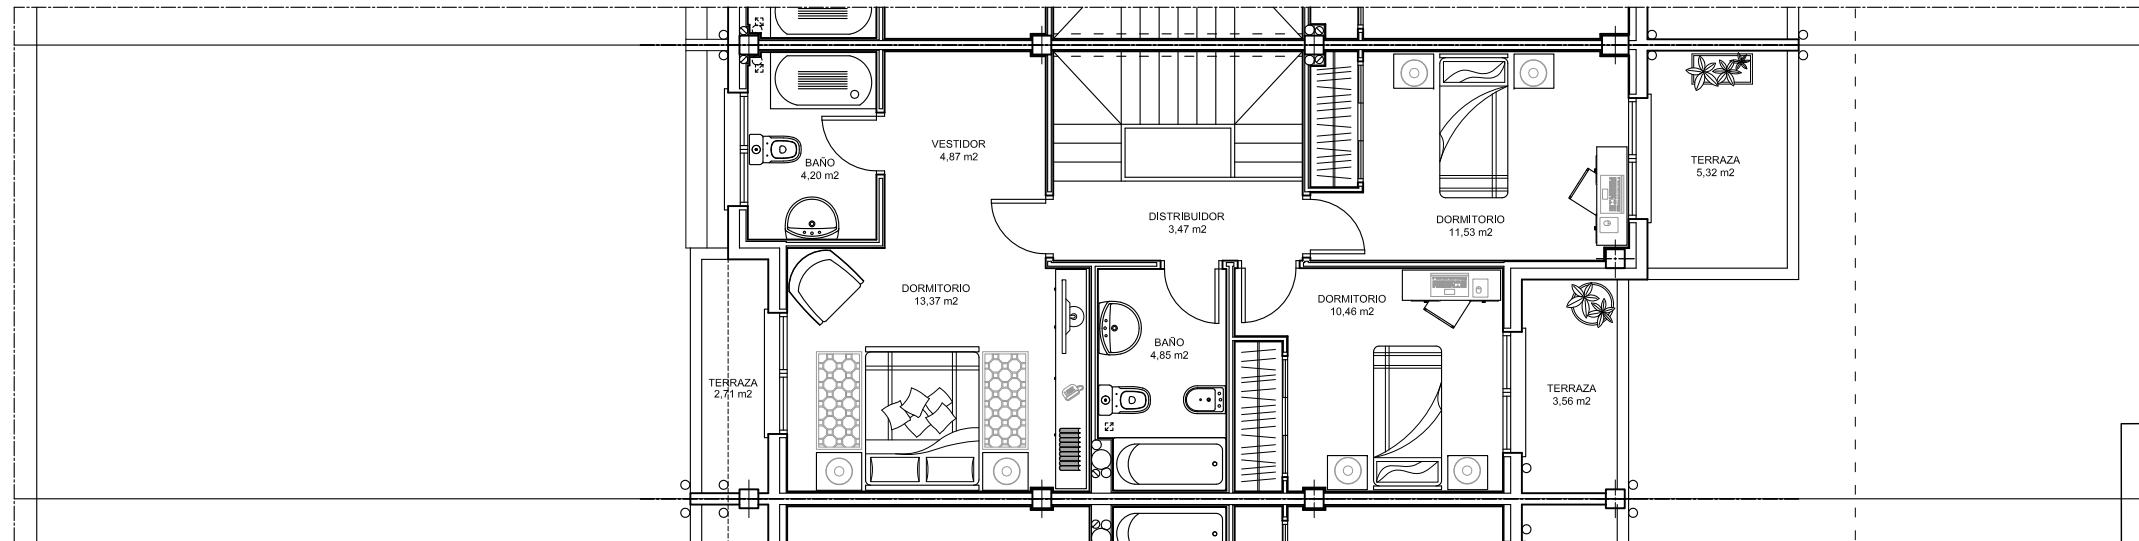 VESTIDOR
4,87 m2
BAÑO
4,20 m2
TERRAZA
5,32 m2
DISTRIBUIDOR
3,47 m2
DORMITORIO
11,53 m2
DORMITORIO
13,37 m2
DORMITORIO
10,46 m2
BAÑO
4,85 m2
TERRAZA
2,71 m2
TERRAZA
3,56 m2